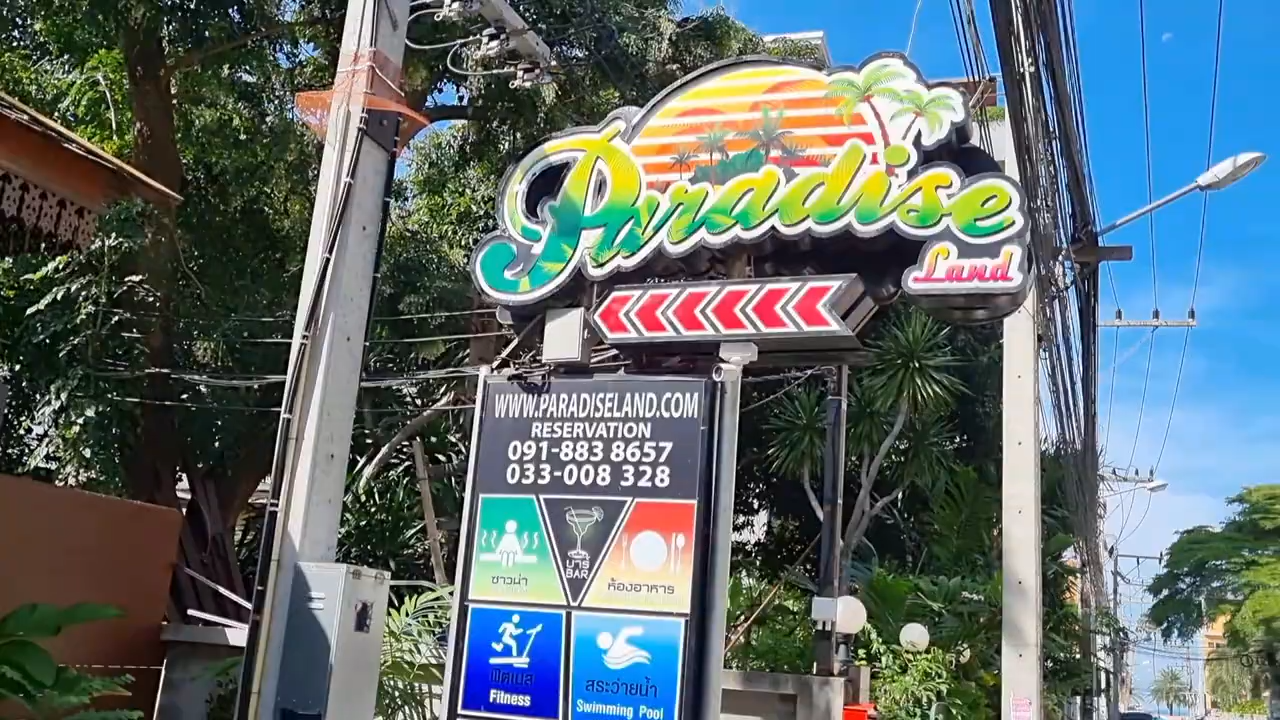 Paradise
Land
WWW.PARADISELAND.COM
RESERVATION
091-883 8657
033-008 328
ซาวน่า
บาร์
BAR
ห้องอาหาร
ฟิตเนส
Fitness
สระว่ายน้ำ
Swimming Pool